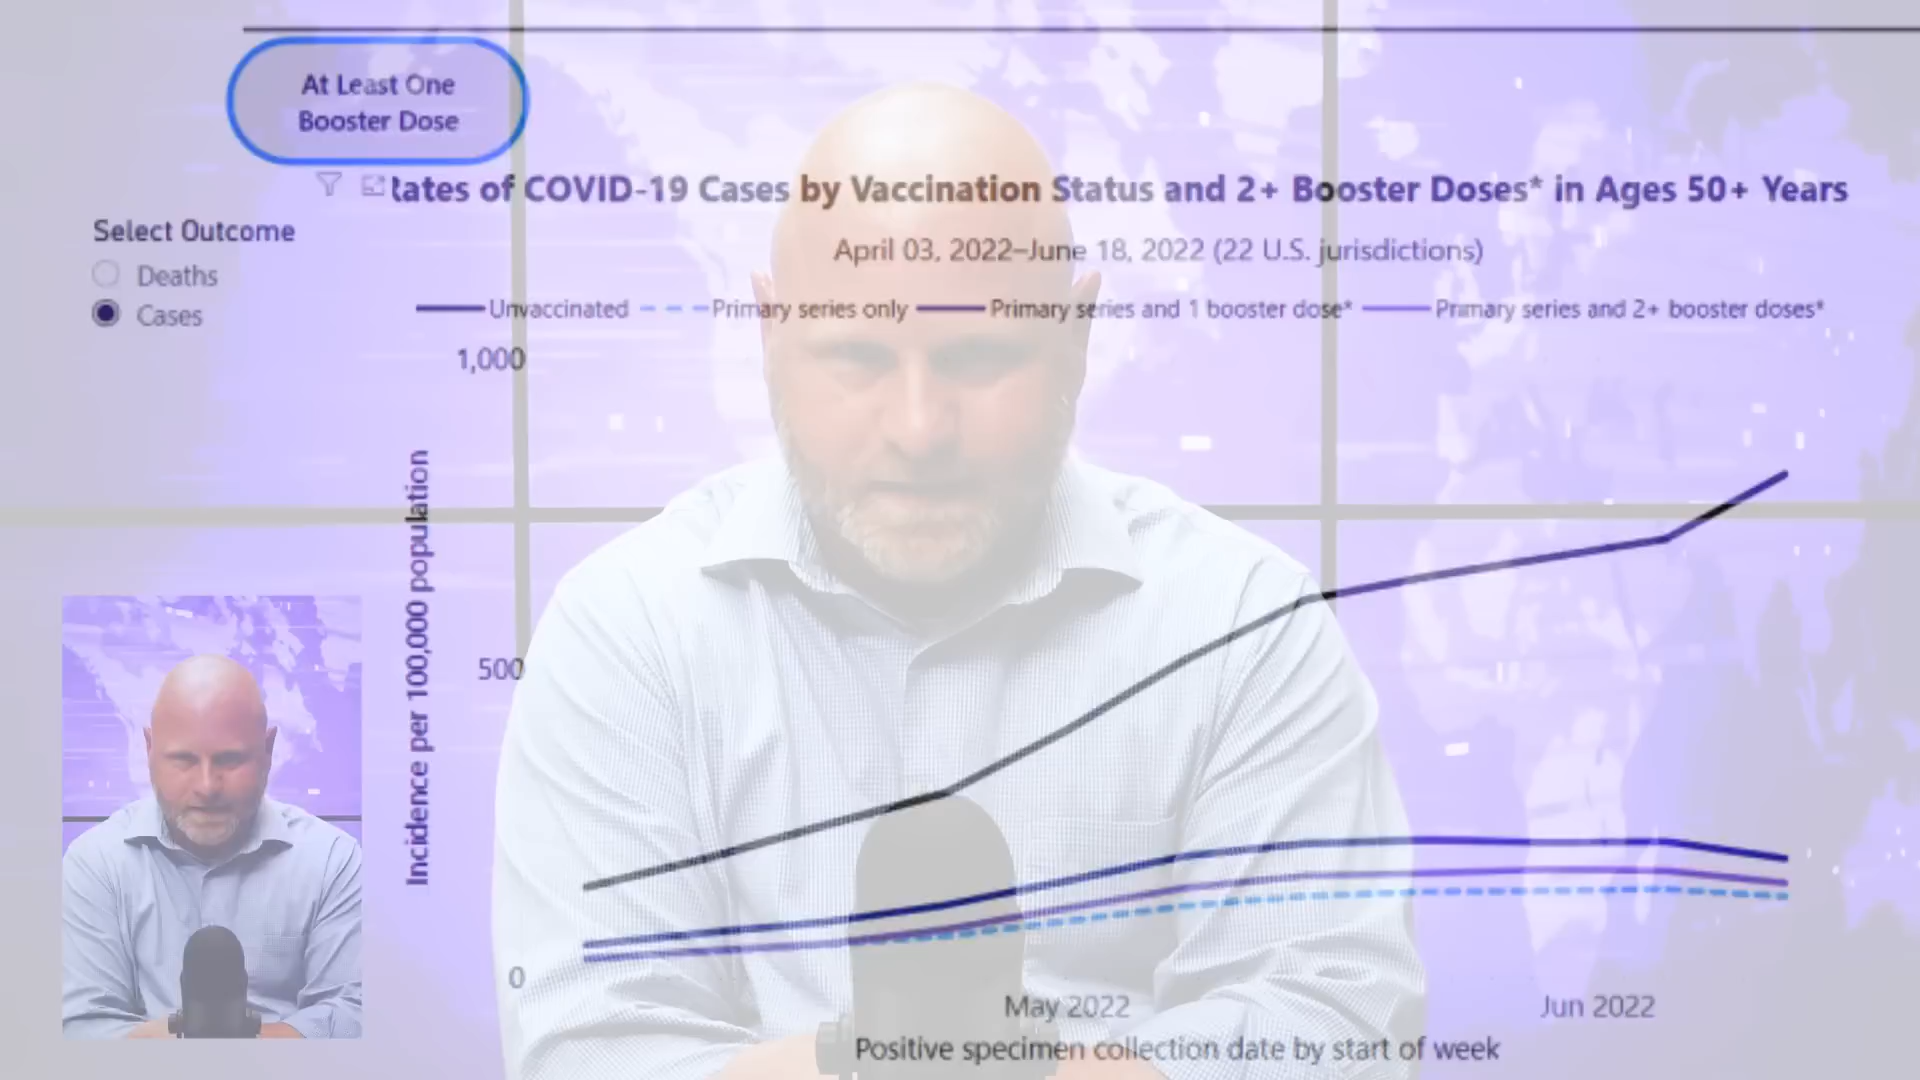 At Least One
Booster Dose
tates of COVID-19 Cases by Vaccination Status and 2+ Booster Doses* in Ages 50+ Years
April 03, 2022–June 18, 2022 (22 U.S. jurisdictions)
Select Outcome
Deaths
Cases
Unvaccinated Primary series only Primary series and 1 booster dose* Primary series and 2+ booster doses*
1,000
500
0
Incidence per 100,000 population
May 2022 Jun 2022
Positive specimen collection date by start of week